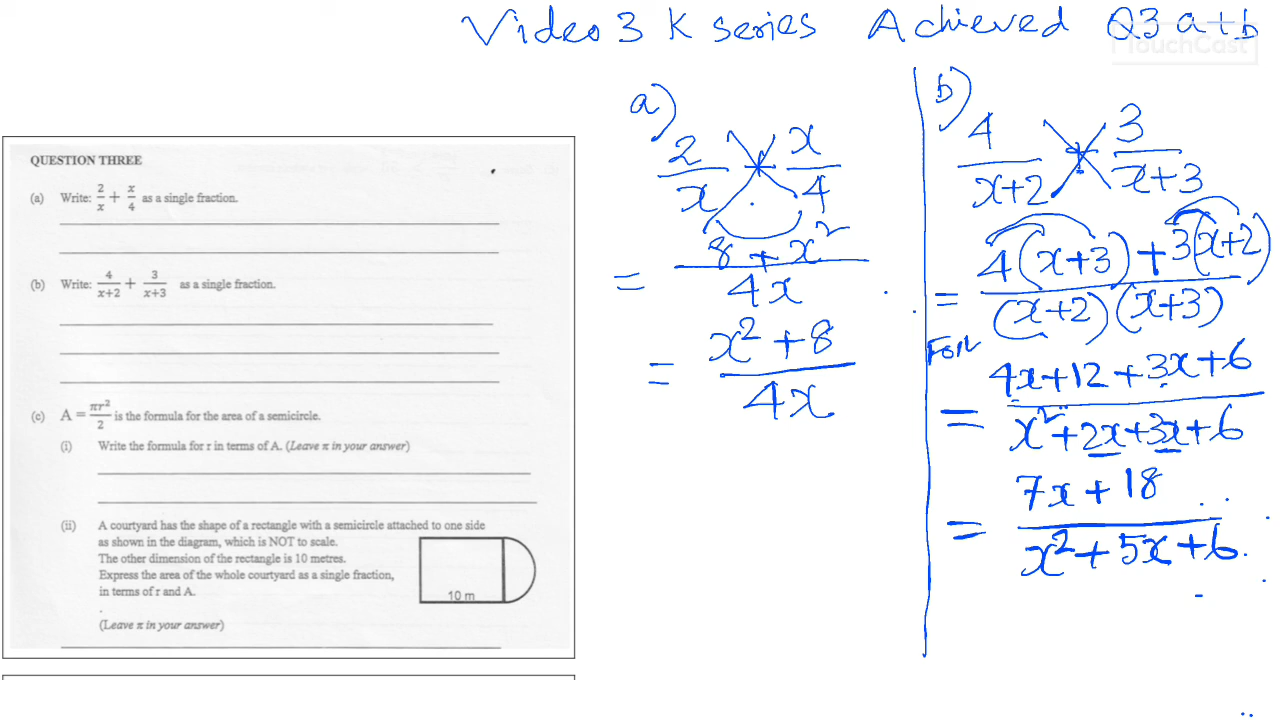 Video 3 K series Achieved Q3 a+b
TouchCast
QUESTION THREE
(a) Write: 2/x + x/4 as a single fraction.
(b) Write: 4/(x+2) + 3/(x+3) as a single fraction.
(c) A = πr²/2 is the formula for the area of a semicircle.
(i) Write the formula for r in terms of A. (Leave π in your answer)
(ii) A courtyard has the shape of a rectangle with a semicircle attached to one side
as shown in the diagram, which is NOT to scale.
The other dimension of the rectangle is 10 metres.
Express the area of the whole courtyard as a single fraction,
in terms of r and A.
(Leave π in your answer)
10 m
a)
2/x + x/4
= (8 + x²)/4x
= (x² + 8)/4x
b)
4/(x+2) + 3/(x+3)
= (4(x+3) + 3(x+2))/((x+2)(x+3))
FOIL
= (4x+12+3x+6)/(x²+2x+3x+6)
= (7x+18)/(x²+5x+6)